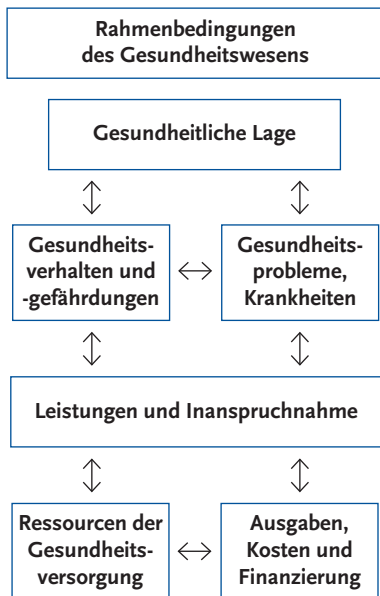 Rahmenbedingungen
des Gesundheitswesens
Gesundheitliche Lage
Gesundheits-
verhalten und
-gefährdungen
Gesundheits-
probleme,
Krankheiten
Leistungen und Inanspruchnahme
Ressourcen der
Gesundheits-
versorgung
Ausgaben,
Kosten und
Finanzierung